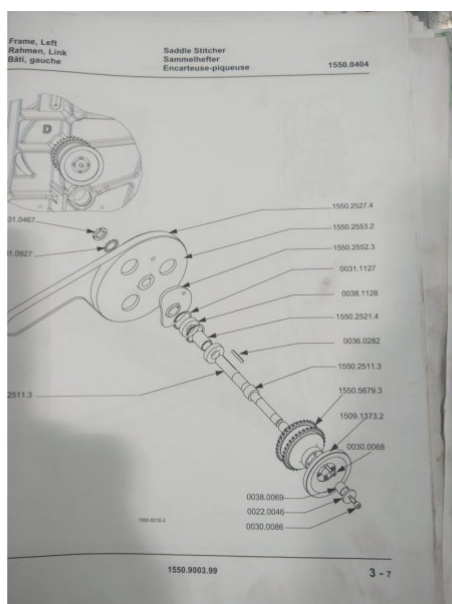 Frame, Left
Rahmen, Link
Bâti, gauche
Saddle Stitcher
Sammelhefter
Encarteuse-piqueuse
1550.0404
D
31.0467
1.0927
1550.2527.4
1550.2553.2
1550.2552.3
0031.1127
0038.1128
1550.2521.4
0036.0282
1550.2511.3
2511.3
1550.5679.3
1509.1373.2
0030.0068
0038.0069
0022.0046
0030.0086
1550.9003.99
3 - 7